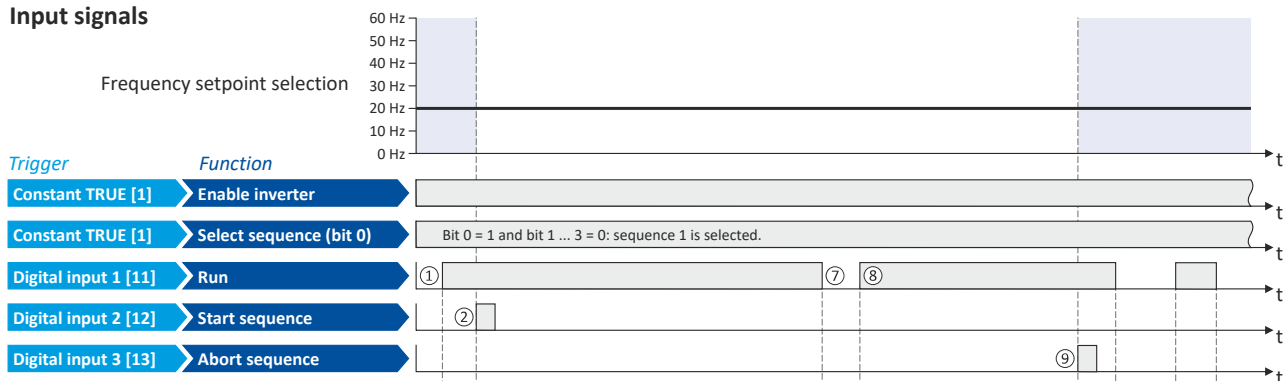 Input signals
60 Hz
50 Hz
40 Hz
Frequency setpoint selection
30 Hz
20 Hz
10 Hz
0 Hz
t
Trigger Function
Constant TRUE [1] Enable inverter
t
Constant TRUE [1] Select sequence (bit 0) Bit 0 = 1 and bit 1 ... 3 = 0: sequence 1 is selected.
t
Digital input 1 [11] Run ① ⑦ ⑧
t
Digital input 2 [12] Start sequence ②
t
Digital input 3 [13] Abort sequence ⑨
t